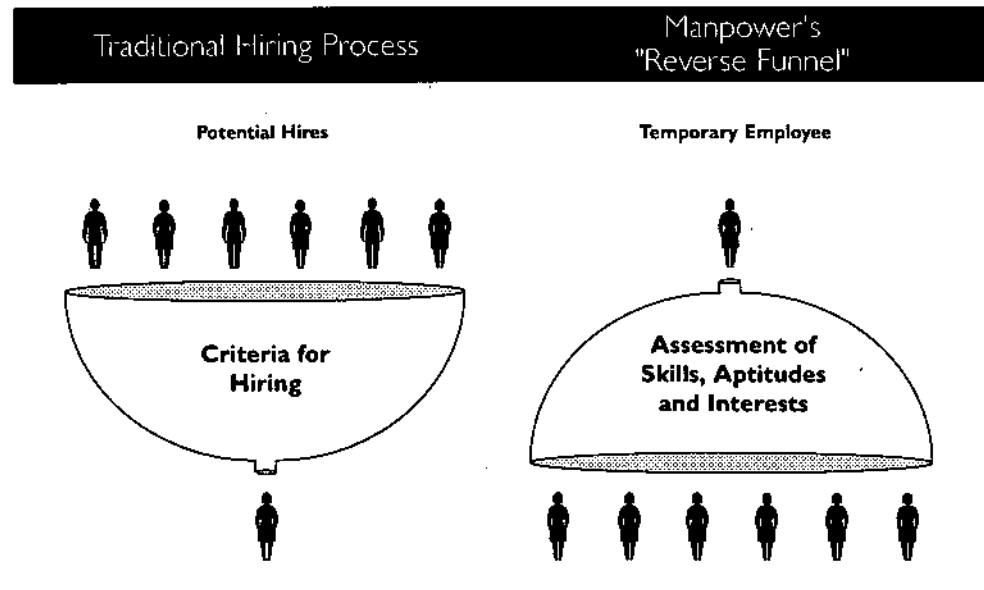 Traditional Hiring Process
Manpower's
"Reverse Funnel"
Potential Hires
Temporary Employee
Criteria for
Hiring
Assessment of
Skills, Aptitudes
and Interests